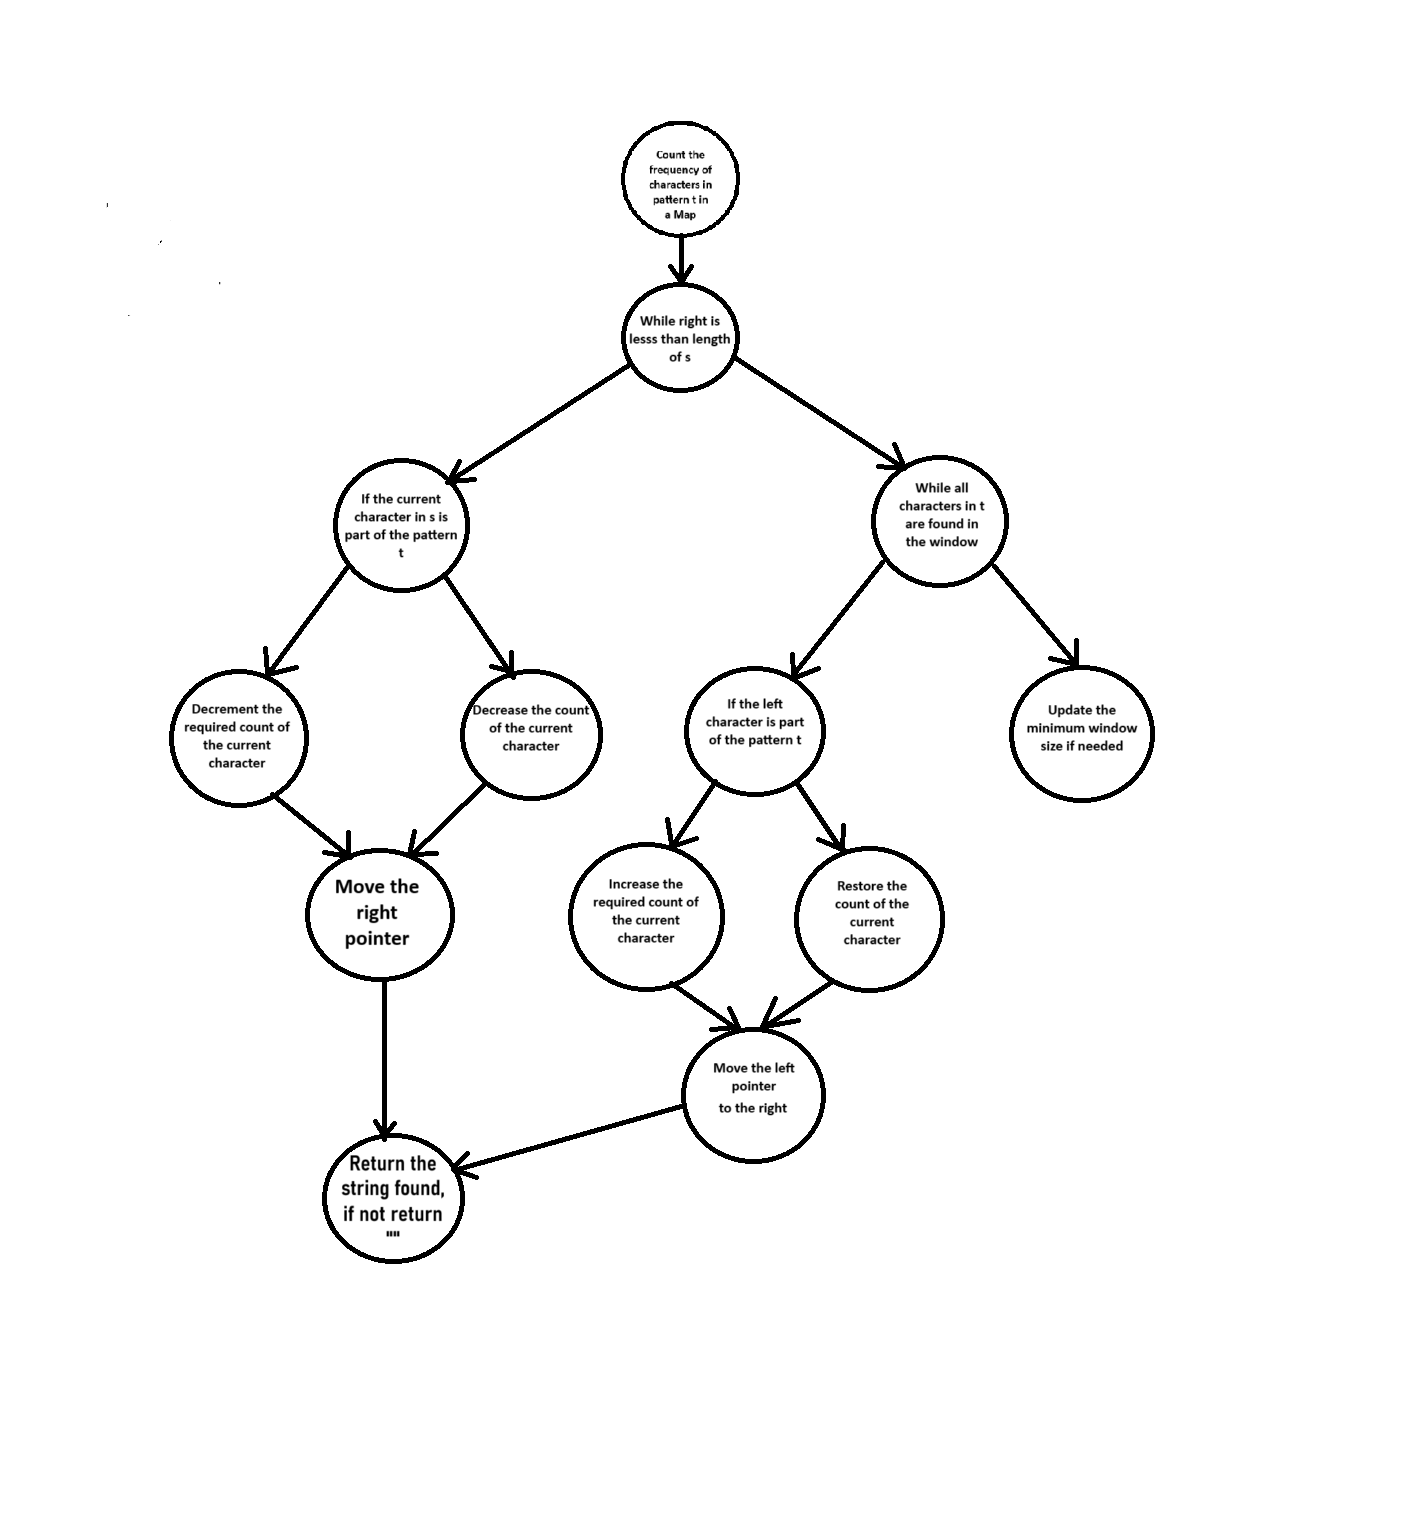 Count the
frequency of
characters in
pattern t in
a Map
While right is
lesss than length
of s
If the current
character in s is
part of the pattern
t
While all
characters in t
are found in
the window
Decrement the
required count of
the current
character
Decrease the count
of the current
character
If the left
character is part
of the pattern t
Update the
minimum window
size if needed
Move the
right
pointer
Increase the
required count of
the current
character
Restore the
count of the
current
character
Move the left
pointer
to the right
Return the
string found,
if not return
""